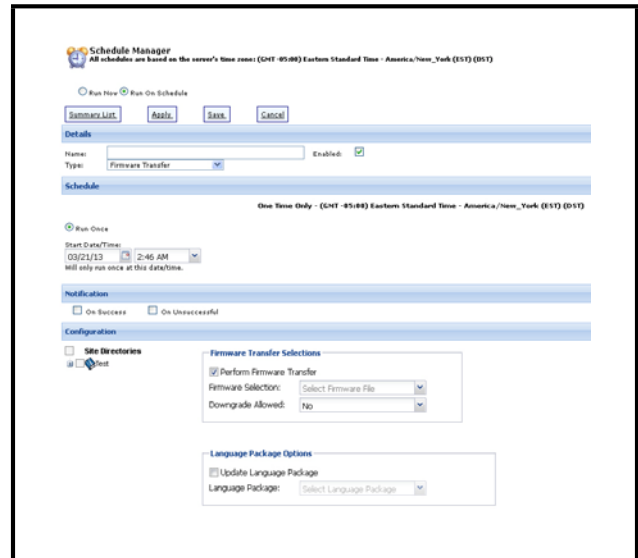 Schedule Manager
All schedules are based on the server's time zone: (GMT -05:00) Eastern Standard Time - America/New_York (EST) (DST)
Run Now Run On Schedule
Summary List Apply Save Cancel
Details
Name: Enabled:
Type: Firmware Transfer
Schedule
One Time Only - (GMT -05:00) Eastern Standard Time - America/New_York (EST) (DST)
Run Once
Start Date/Time:
03/21/13 2:46 AM
Will only run once at this date/time.
Notification
On Success On Unsuccessful
Configuration
Site Directories
Test
Firmware Transfer Selections
Perform Firmware Transfer
Firmware Selection: Select Firmware File
Downgrade Allowed: No
Language Package Options
Update Language Package
Language Package: Select Language Package